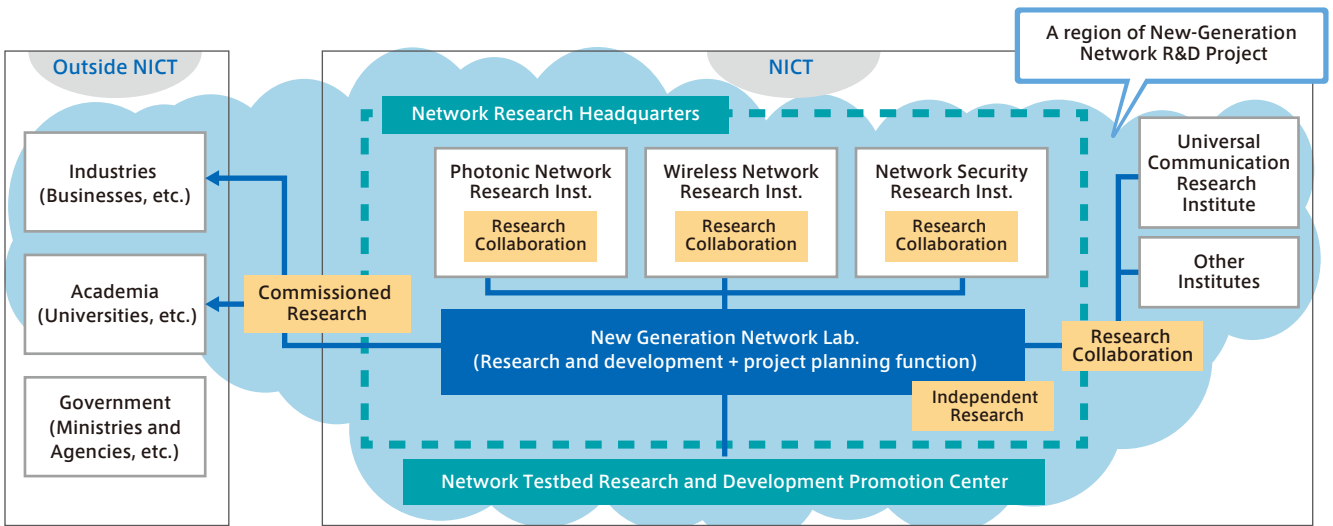 A region of New-Generation
Network R&D Project
Outside NICT
NICT
Network Research Headquarters
Industries
(Businesses, etc.)
Academia
(Universities, etc.)
Government
(Ministries and
Agencies, etc.)
Commissioned
Research
Photonic Network
Research Inst.
Research
Collaboration
Wireless Network
Research Inst.
Research
Collaboration
Network Security
Research Inst.
Research
Collaboration
New Generation Network Lab.
(Research and development + project planning function)
Independent
Research
Network Testbed Research and Development Promotion Center
Universal
Communication
Research
Institute
Other
Institutes
Research
Collaboration